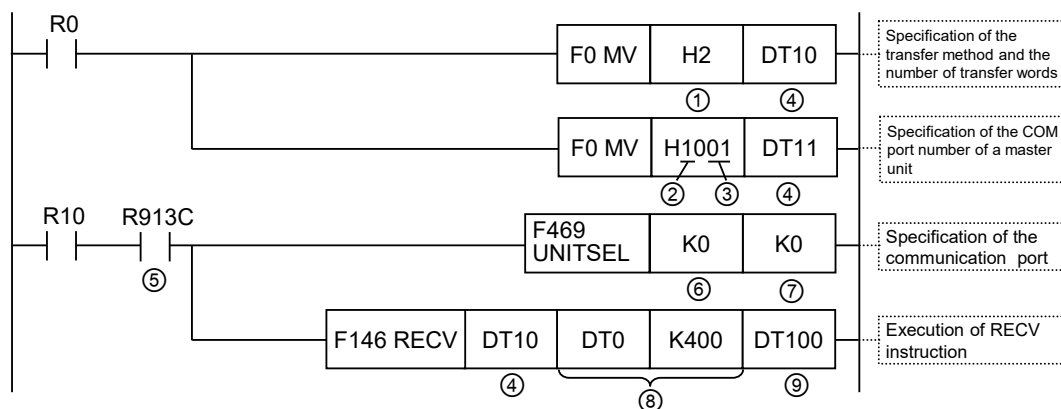 R0
F0 MV H2 DT10
① ④
Specification of the
transfer method and the
number of transfer words
F0 MV H1001 DT11
② ③ ④
Specification of the COM
port number of a master
unit
R10 R913C
⑤
F469
UNITSEL K0 K0
⑥ ⑦
Specification of the
communication port
F146 RECV DT10 DT0 K400 DT100
④ ⑧ ⑨
Execution of RECV
instruction